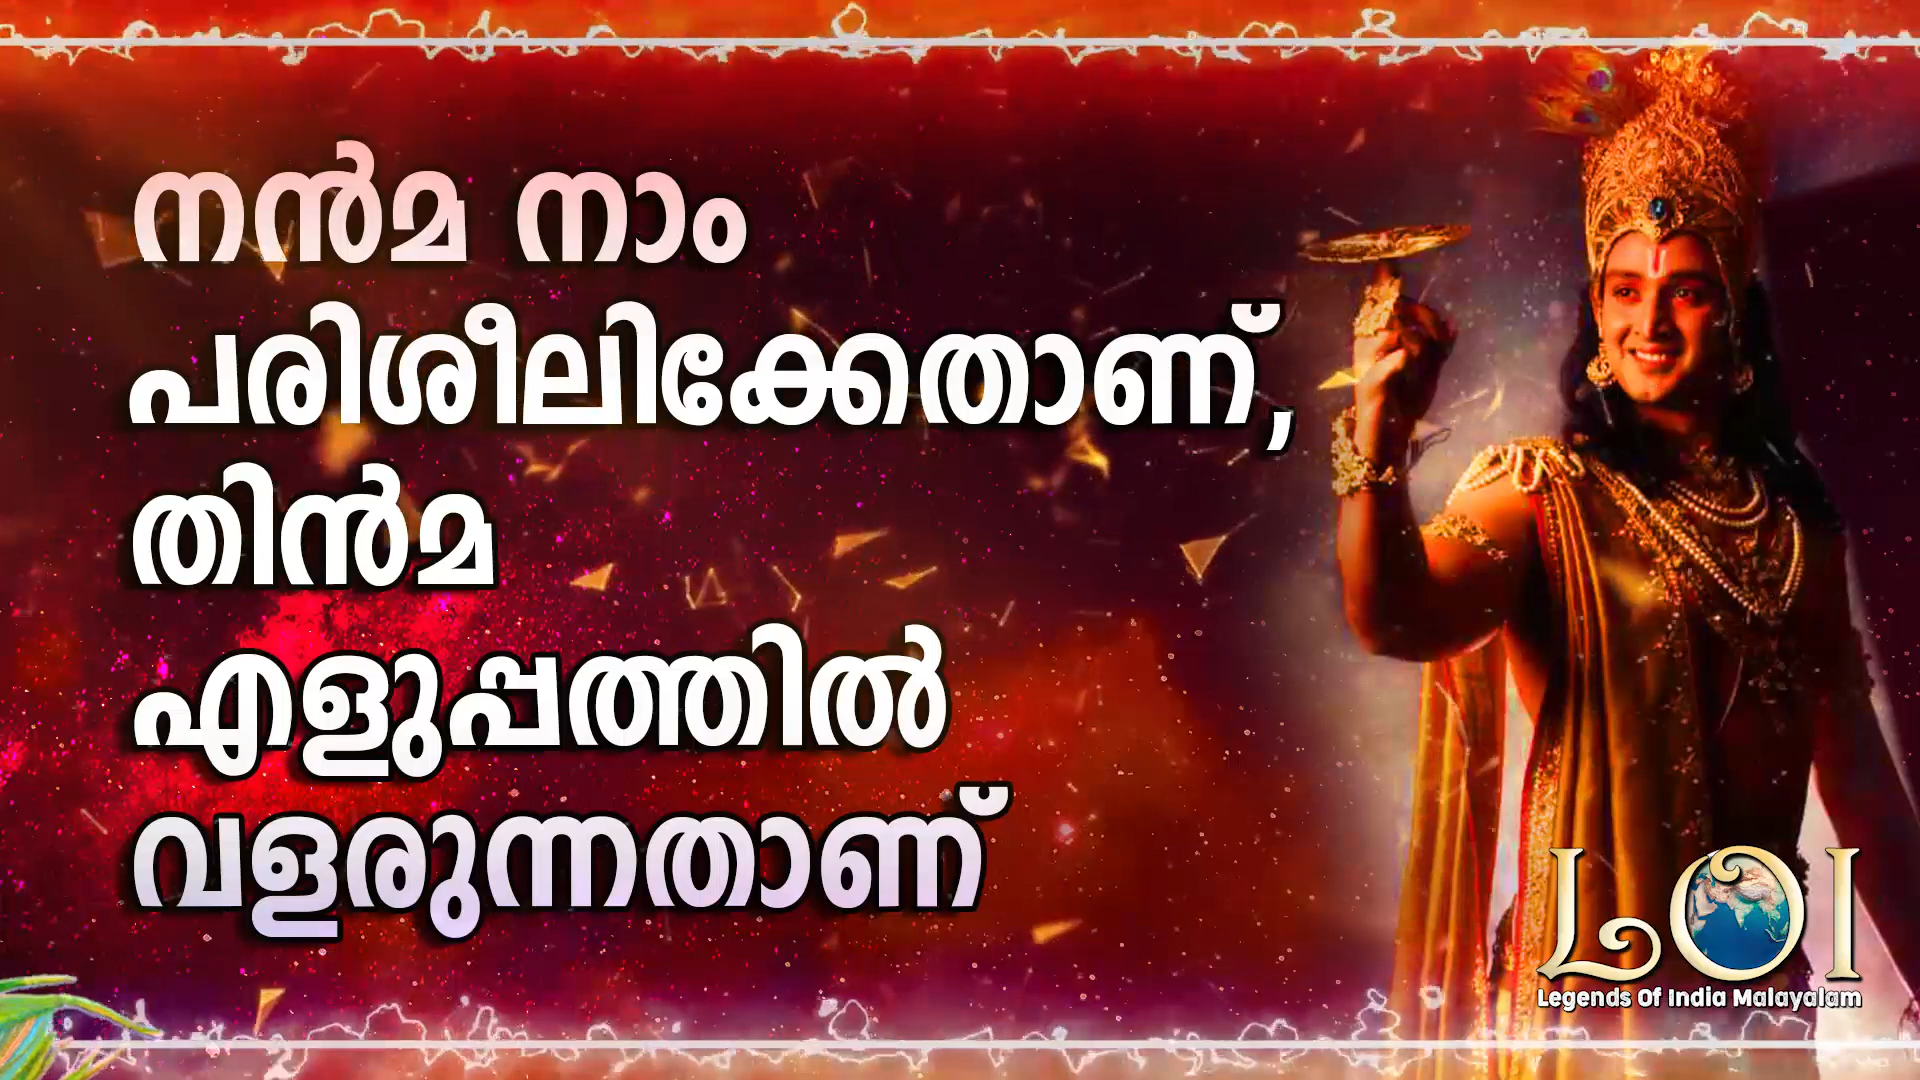 നൻമ നാം
പരിശീലിക്കേതാണ്,
തിൻമ
എളുപ്പത്തിൽ
വളരുന്നതാണ്
LOI
Legends Of India Malayalam